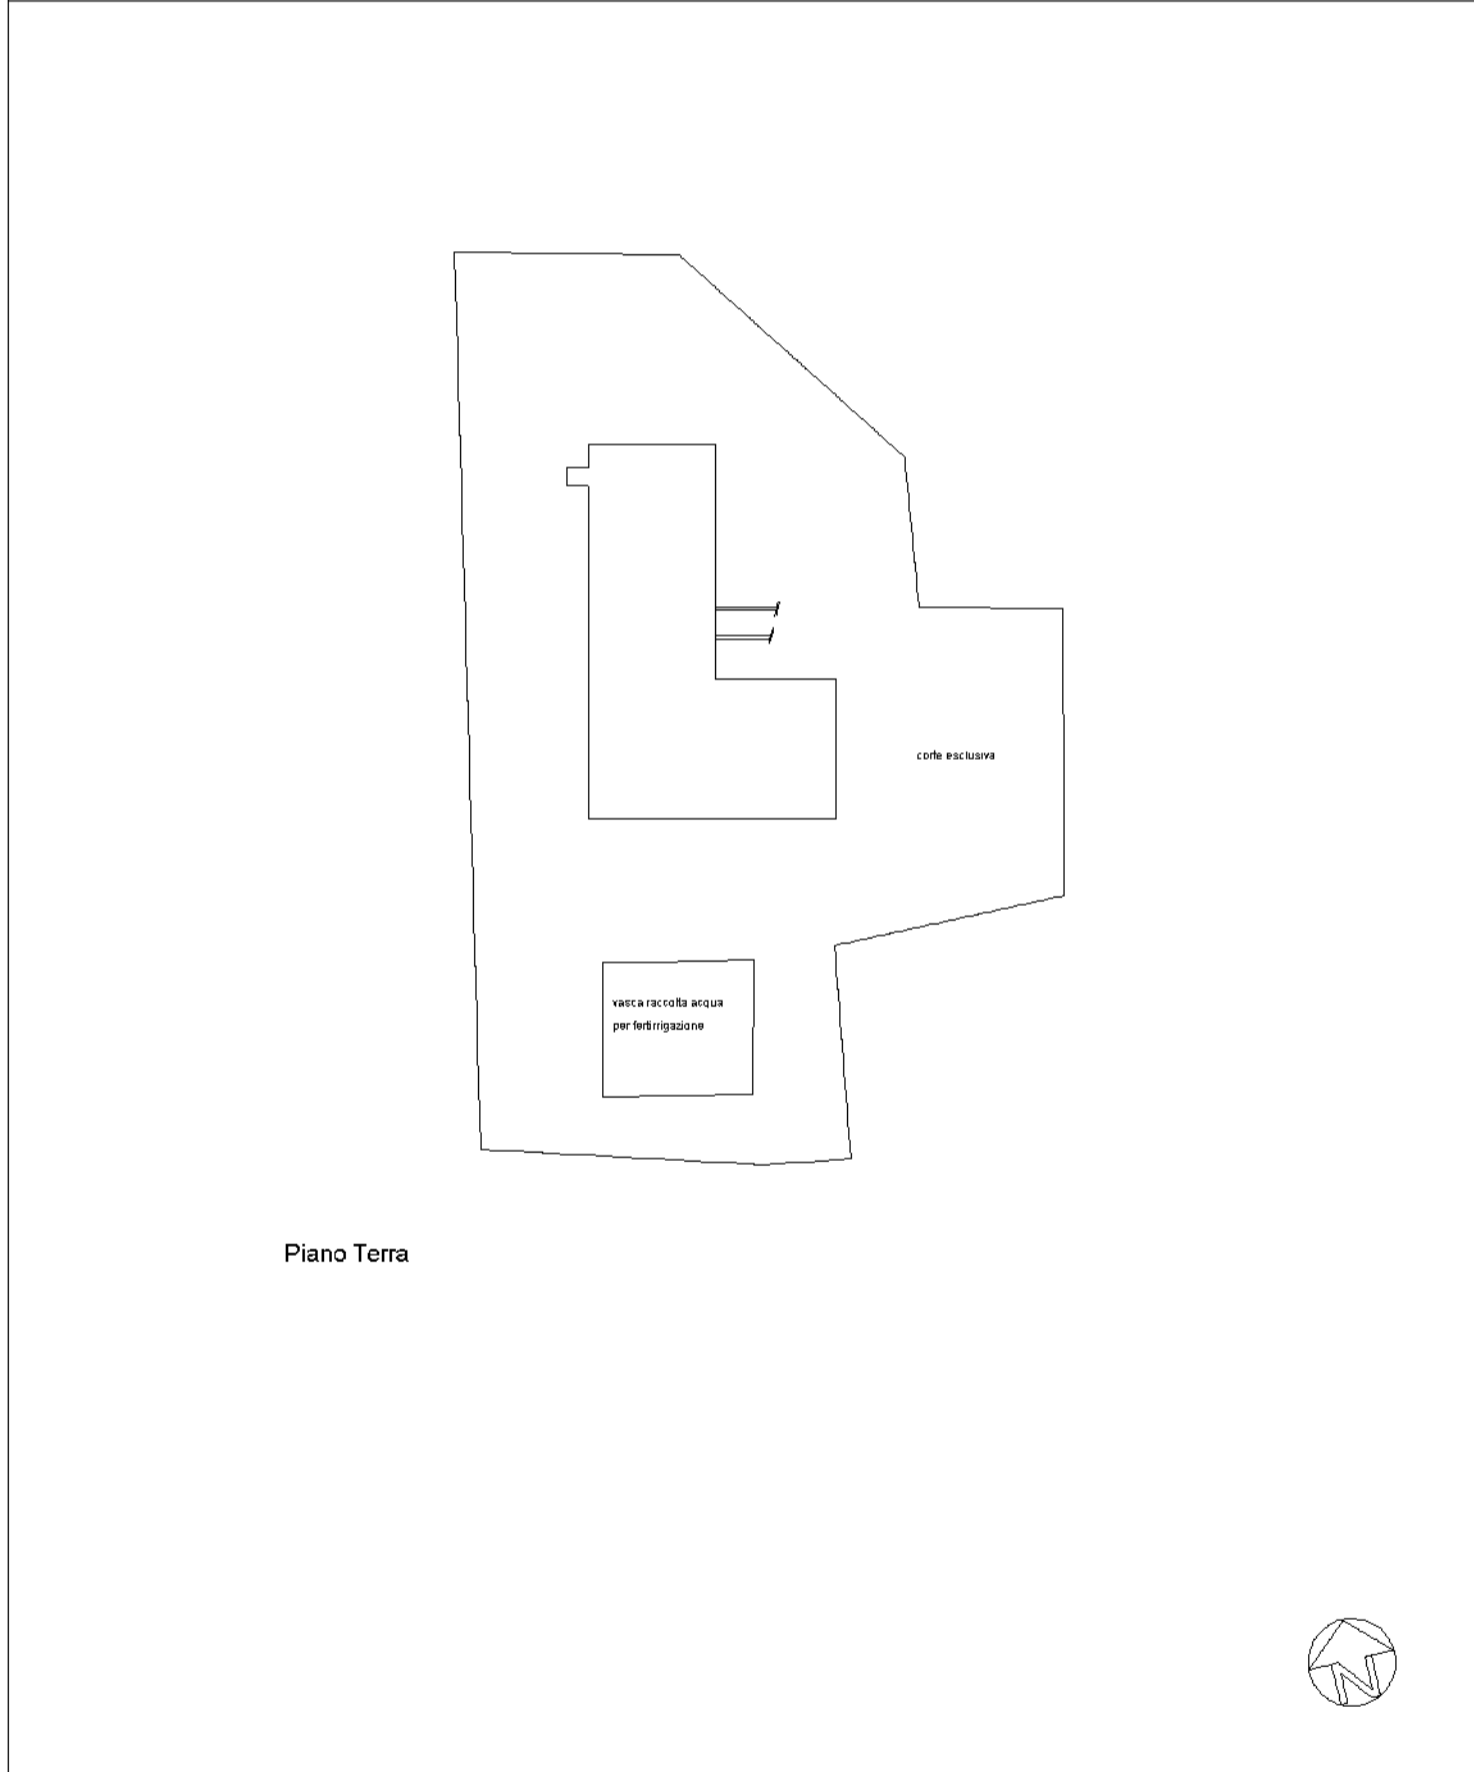 corte esclusiva
vasca raccolta acqua
per fertirrigazione
Piano Terra
N